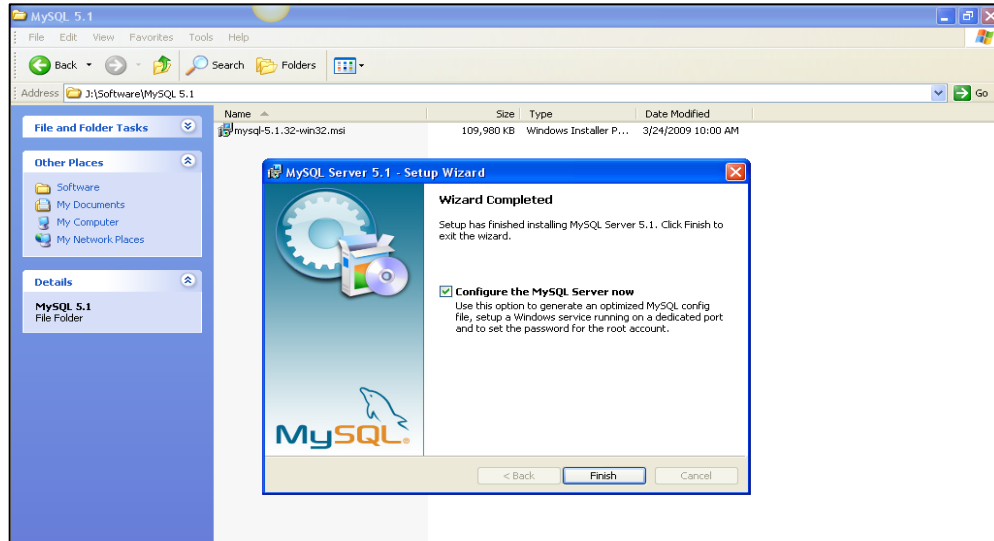 MySQL 5.1
File Edit View Favorites Tools Help
Back Search Folders
Address J:\Software\MySQL 5.1 Go
Name Size Type Date Modified
mysql-5.1.32-win32.msi 109,980 KB Windows Installer P... 3/24/2009 10:00 AM
File and Folder Tasks
Other Places
Software
My Documents
My Computer
My Network Places
Details
MySQL 5.1
File Folder
MySQL Server 5.1 - Setup Wizard
Wizard Completed
Setup has finished installing MySQL Server 5.1. Click Finish to
exit the wizard.
Configure the MySQL Server now
Use this option to generate an optimized MySQL config
file, setup a Windows service running on a dedicated port
and to set the password for the root account.
MySQL®
< Back Finish Cancel